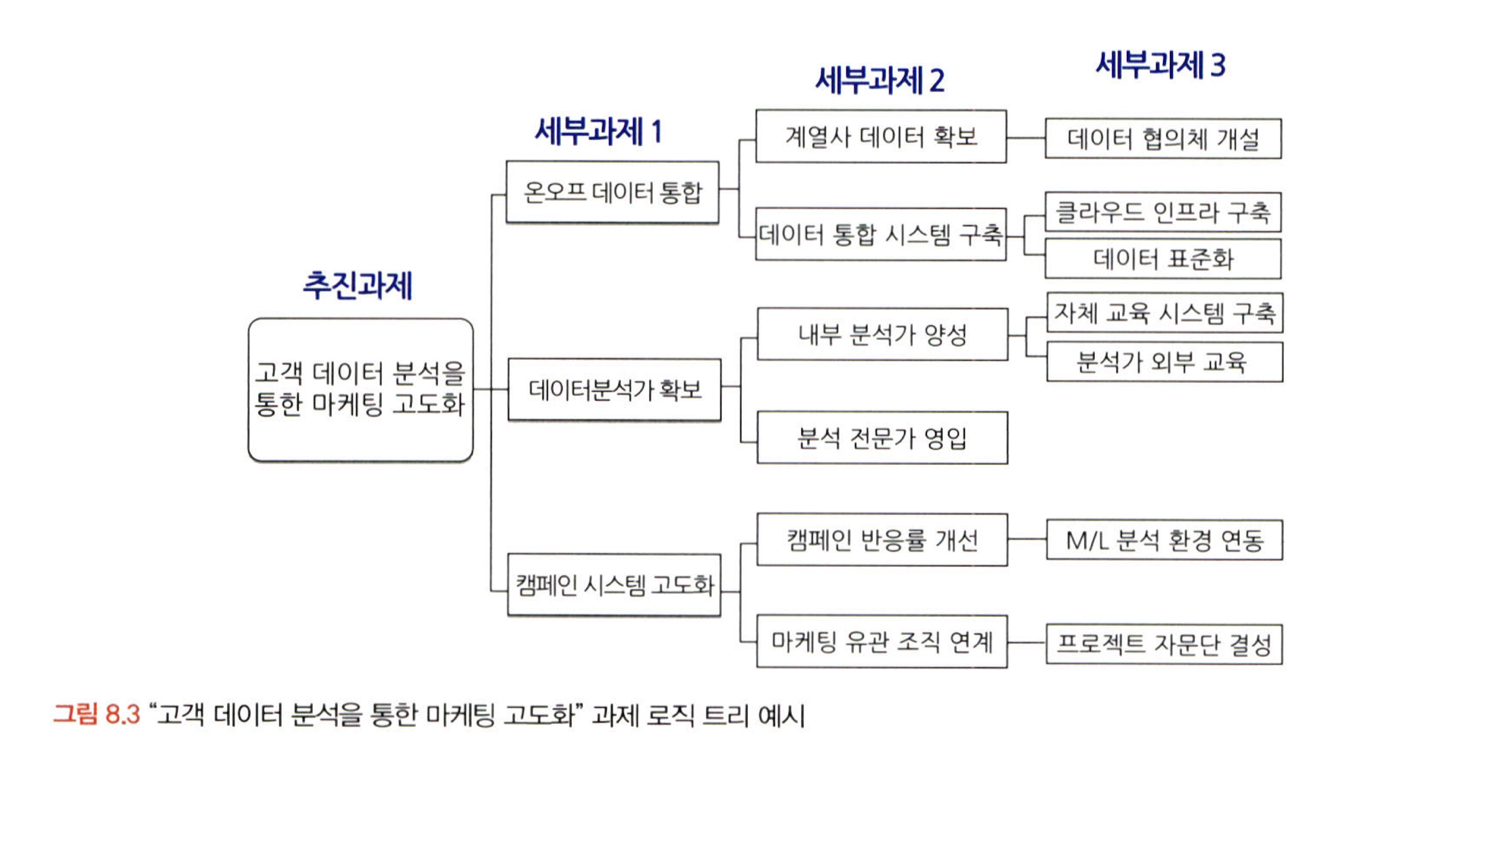 추진과제
고객 데이터 분석을
통한 마케팅 고도화
세부과제 1
온오프 데이터 통합
데이터분석가 확보
캠페인 시스템 고도화
세부과제 2
계열사 데이터 확보
데이터 통합 시스템 구축
내부 분석가 양성
분석 전문가 영입
캠페인 반응률 개선
마케팅 유관 조직 연계
세부과제 3
데이터 협의체 개설
클라우드 인프라 구축
데이터 표준화
자체 교육 시스템 구축
분석가 외부 교육
M/L 분석 환경 연동
프로젝트 자문단 결성
그림 8.3 “고객 데이터 분석을 통한 마케팅 고도화” 과제 로직 트리 예시